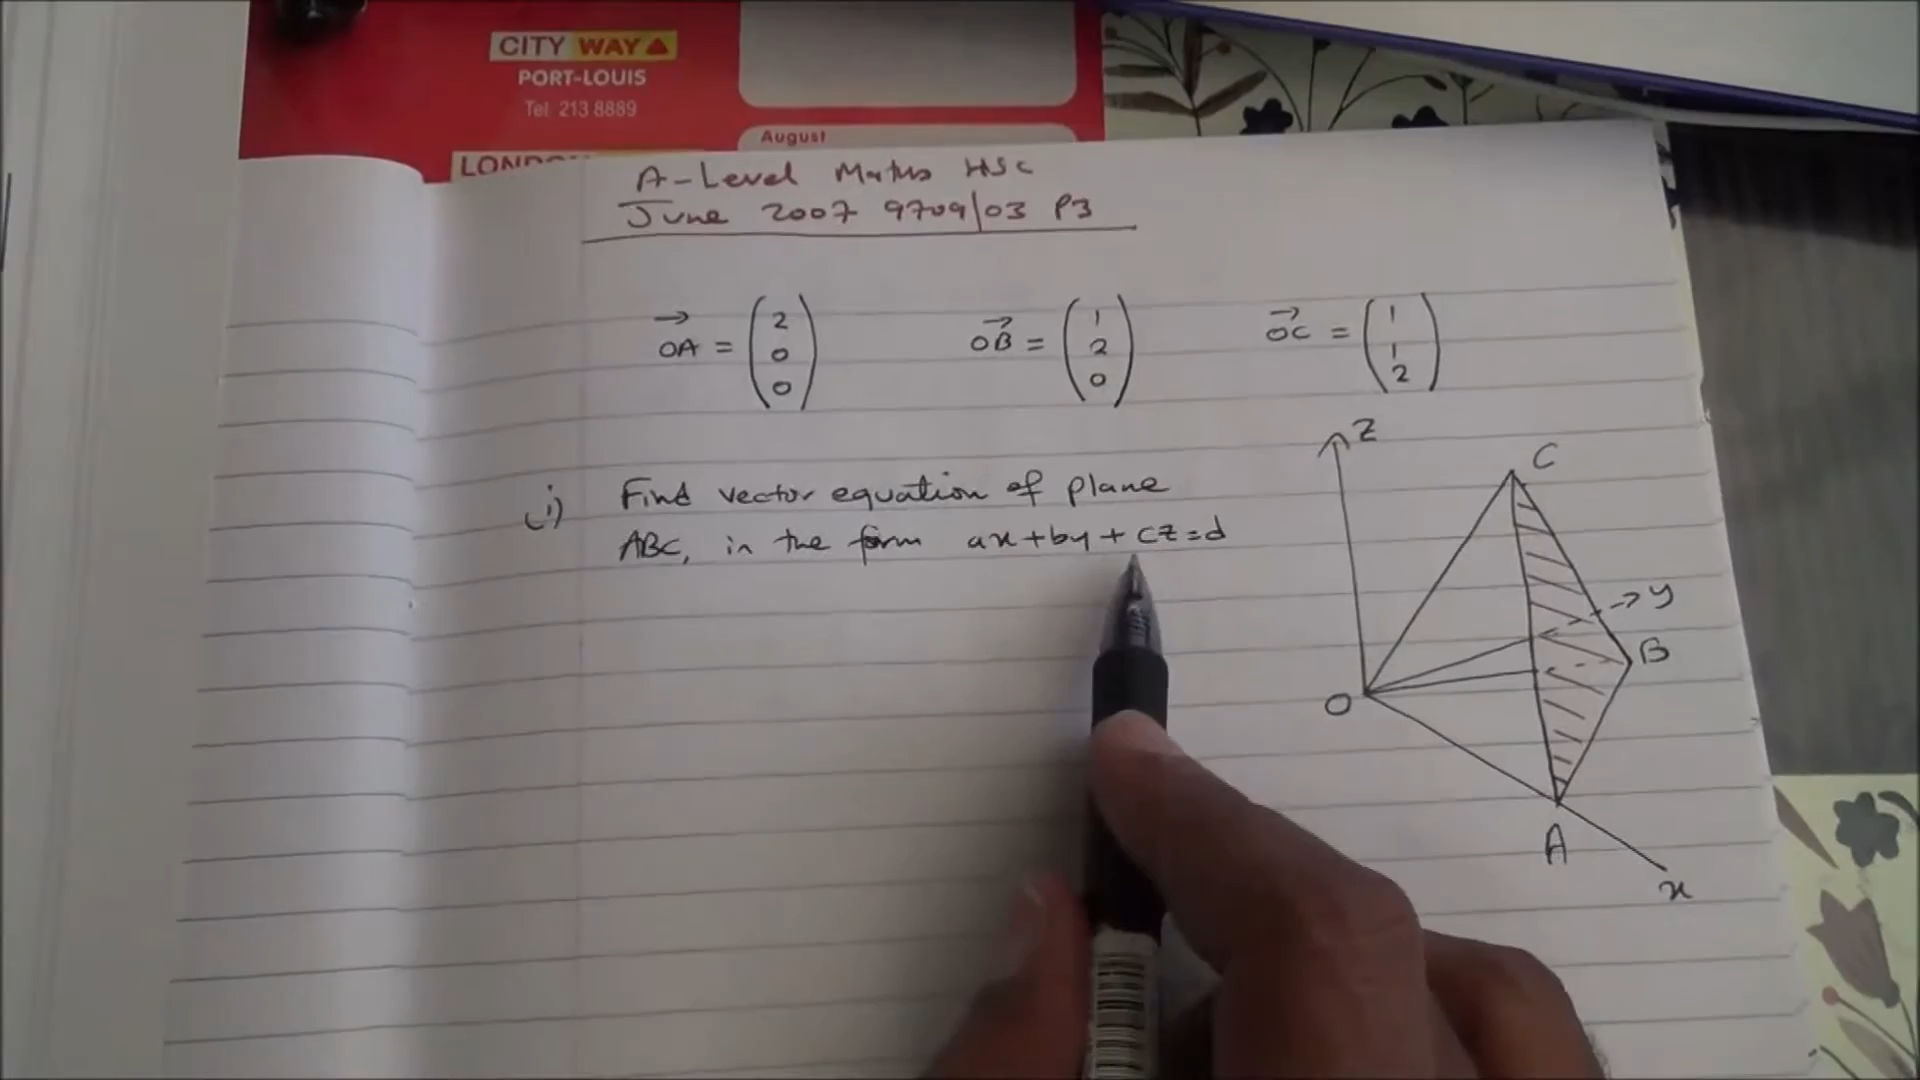 CITY WAY
PORT-LOUIS
Tel: 213 8889
August
A-Level Maths HSC
June 2007 9709/03 P3
OA = (2 0 0) OB = (1 2 0) OC = (1 1 2)
(i) Find vector equation of plane
ABC, in the form ax+by+cz=d
z
C
y
B
O
A
x